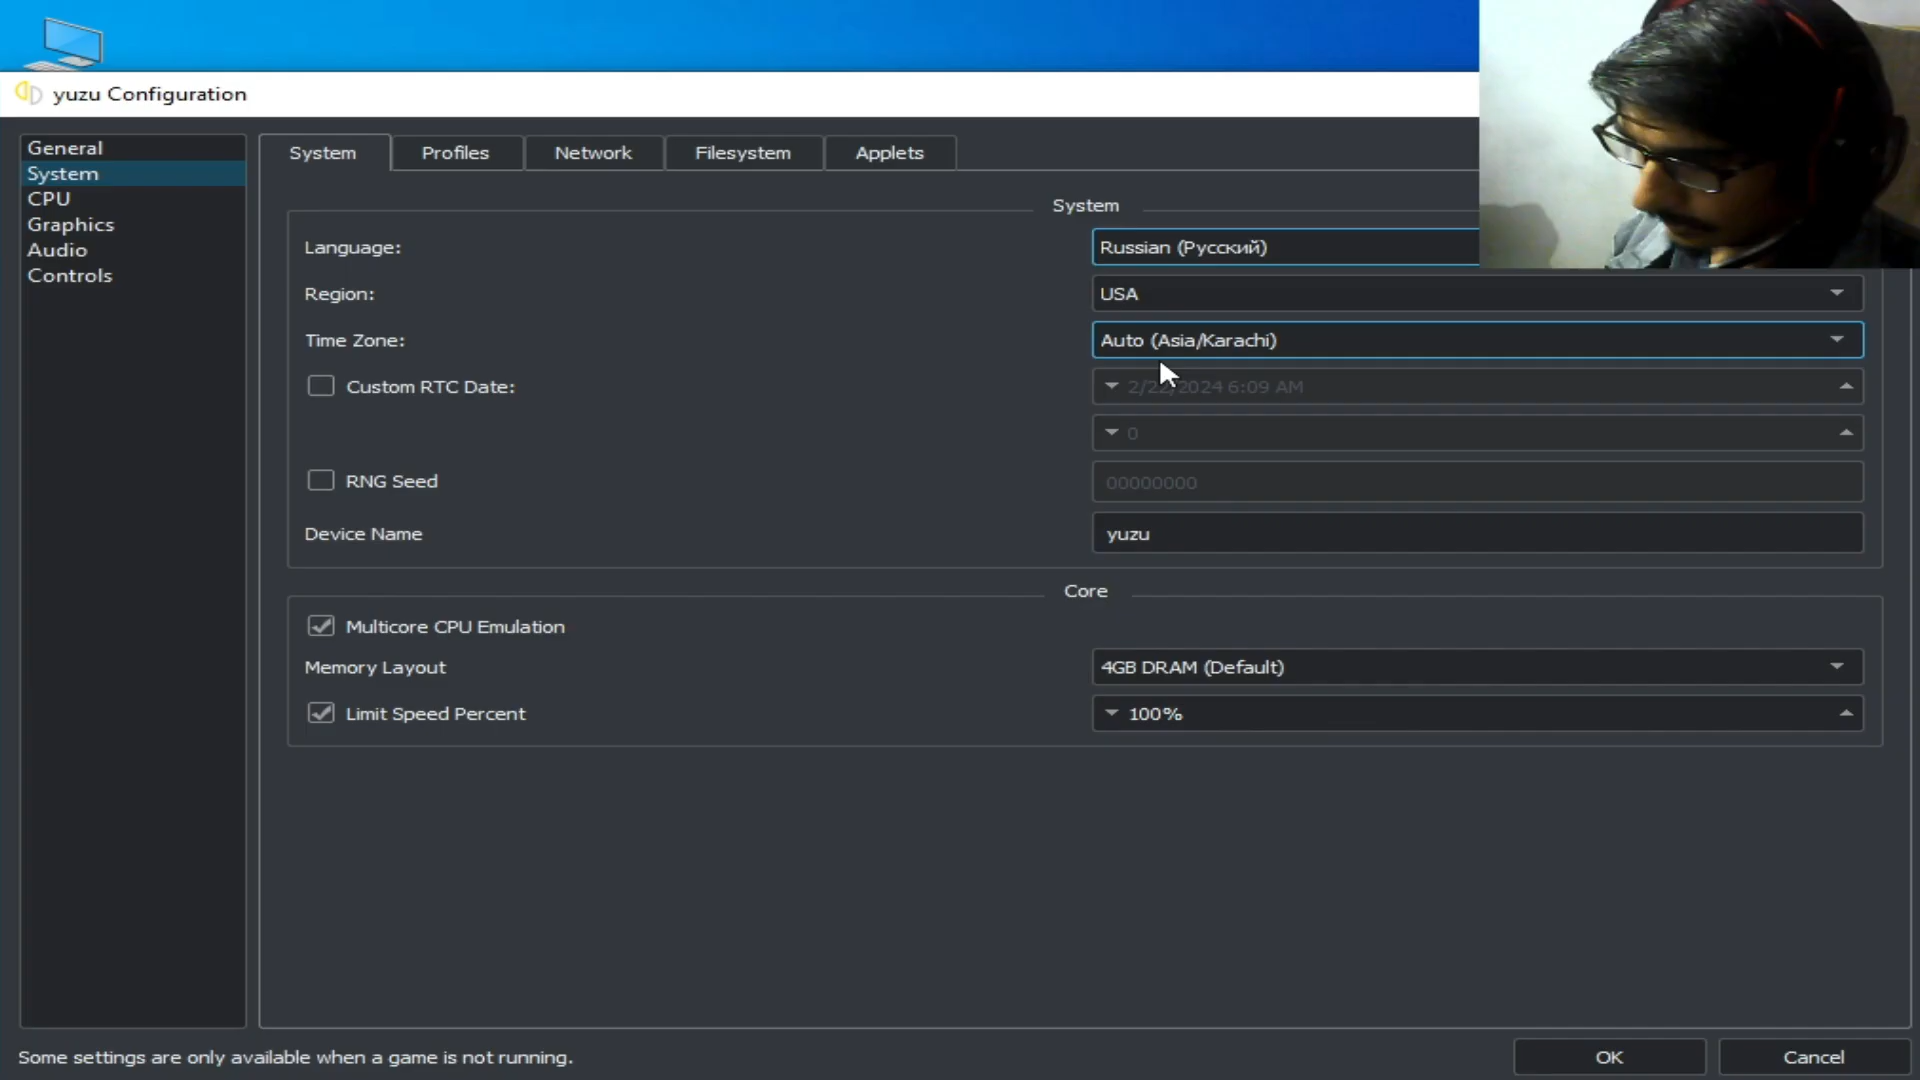 yuzu Configuration
General
System
CPU
Graphics
Audio
Controls
System Profiles Network Filesystem Applets
System
Language: Russian (Русский)
Region: USA
Time Zone: Auto (Asia/Karachi)
Custom RTC Date: 2/22/2024 6:09 AM
0
RNG Seed 00000000
Device Name yuzu
Core
Multicore CPU Emulation
Memory Layout 4GB DRAM (Default)
Limit Speed Percent 100%
Some settings are only available when a game is not running.
OK Cancel